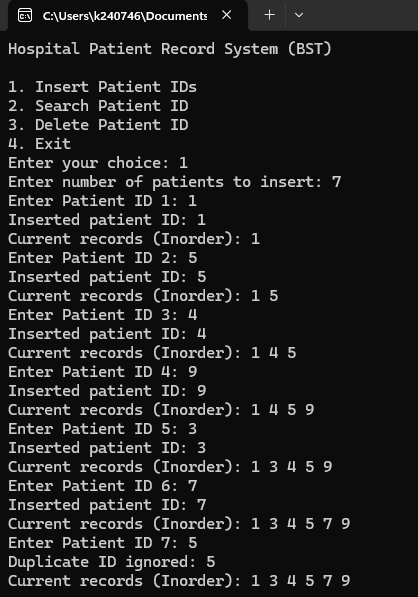 C:\Users\k240746\Documents
Hospital Patient Record System (BST)
1. Insert Patient IDs
2. Search Patient ID
3. Delete Patient ID
4. Exit
Enter your choice: 1
Enter number of patients to insert: 7
Enter Patient ID 1: 1
Inserted patient ID: 1
Current records (Inorder): 1
Enter Patient ID 2: 5
Inserted patient ID: 5
Current records (Inorder): 1 5
Enter Patient ID 3: 4
Inserted patient ID: 4
Current records (Inorder): 1 4 5
Enter Patient ID 4: 9
Inserted patient ID: 9
Current records (Inorder): 1 4 5 9
Enter Patient ID 5: 3
Inserted patient ID: 3
Current records (Inorder): 1 3 4 5 9
Enter Patient ID 6: 7
Inserted patient ID: 7
Current records (Inorder): 1 3 4 5 7 9
Enter Patient ID 7: 5
Duplicate ID ignored: 5
Current records (Inorder): 1 3 4 5 7 9